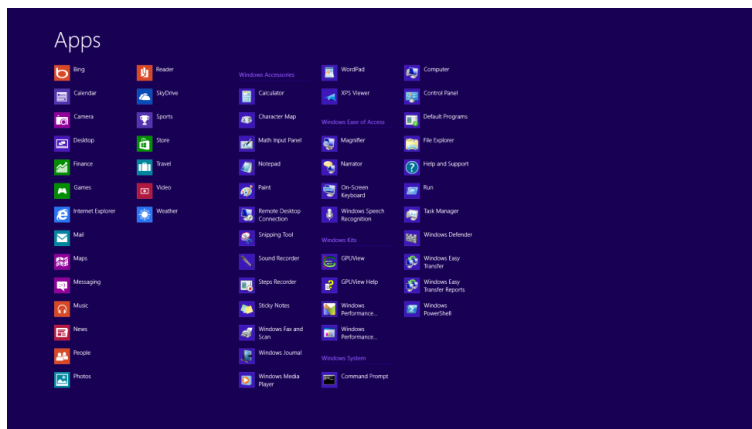 Apps
Bing
Calendar
Camera
Desktop
Finance
Games
Internet Explorer
Mail
Maps
Messaging
Music
News
People
Photos
Reader
SkyDrive
Sports
Store
Travel
Video
Weather
Windows Accessories
Calculator
Character Map
Math Input Panel
Notepad
Paint
Remote Desktop
Connection
Snipping Tool
Sound Recorder
Steps Recorder
Sticky Notes
Windows Fax and
Scan
Windows Journal
Windows Media
Player
WordPad
XPS Viewer
Windows Ease of Access
Magnifier
Narrator
On-Screen
Keyboard
Windows Speech
Recognition
Windows Kits
GPUView
GPUView Help
Windows
Performance...
Windows
Performance...
Windows System
Command Prompt
Computer
Control Panel
Default Programs
File Explorer
Help and Support
Run
Task Manager
Windows Defender
Windows Easy
Transfer
Windows Easy
Transfer Reports
Windows
PowerShell